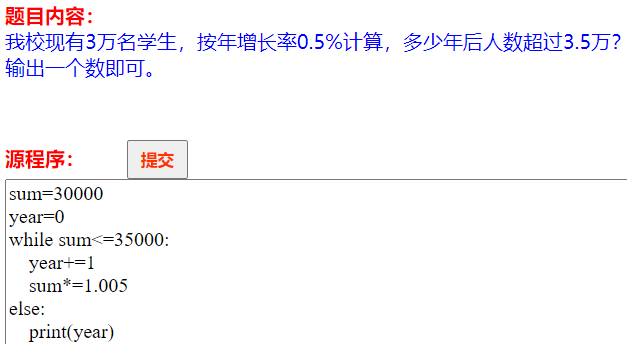 题目内容：
我校现有3万名学生，按年增长率0.5%计算，多少年后人数超过3.5万？
输出一个数即可。
源程序： 提交
sum=30000
year=0
while sum<=35000:
    year+=1
    sum*=1.005
else:
    print(year)